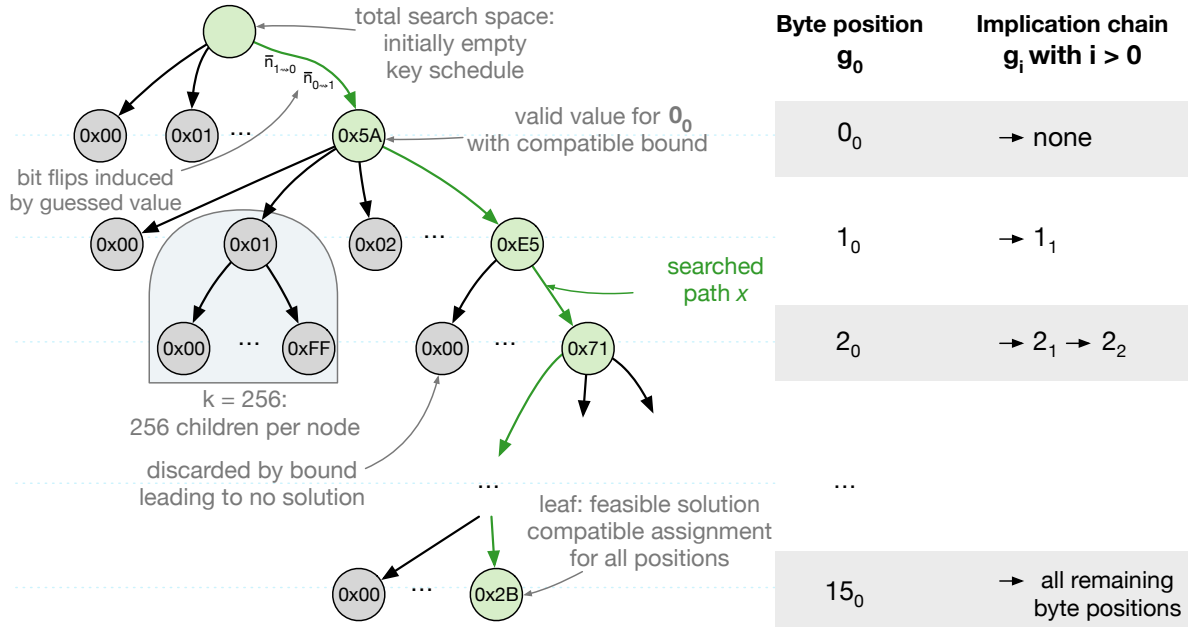 total search space:
initially empty
key schedule
n̄₁⇝₀
n̄₀⇝₁
Byte position
g₀
Implication chain
gᵢ with i > 0
0x00
0x01
...
0x5A
valid value for 0₀
with compatible bound
0₀
→ none
bit flips induced
by guessed value
0x00
0x01
0x02
...
0xE5
1₀
→ 1₁
searched
path x
0x00
...
0xFF
0x00
...
0x71
2₀
→ 2₁ → 2₂
k = 256:
256 children per node
discarded by bound
leading to no solution
...
...
leaf: feasible solution
compatible assignment
for all positions
0x00
...
0x2B
15₀
→ all remaining
byte positions